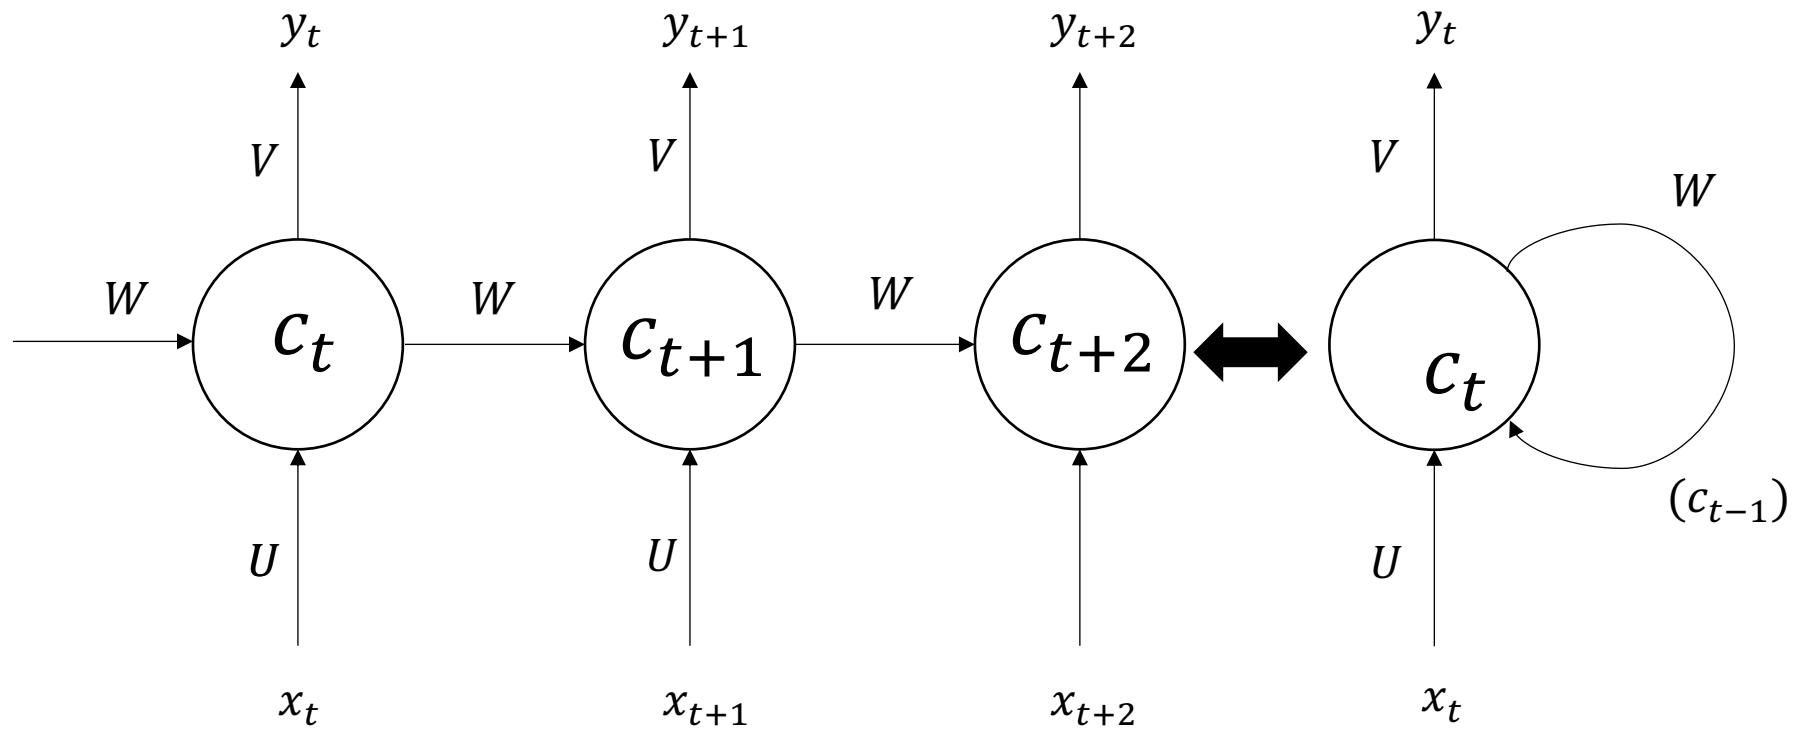 y_t y_{t+1} y_{t+2} y_t
V V V
W
W W W
c_t c_{t+1} c_{t+2} c_t
(c_{t-1})
U U U
x_t x_{t+1} x_{t+2} x_t